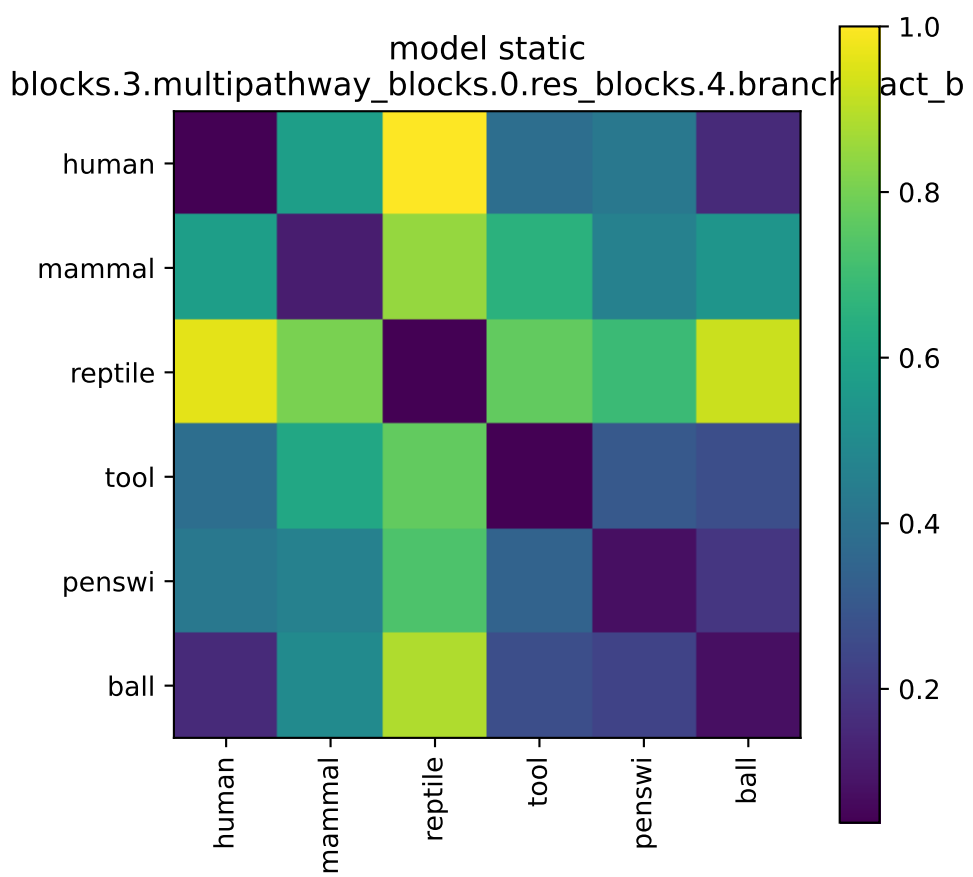 model static
blocks.3.multipathway_blocks.0.res_blocks.4.branch act_b
1.0
human
0.8
mammal
0.6
reptile
tool
0.4
penswi
0.2
ball
human
mammal
reptile
tool
penswi
ball